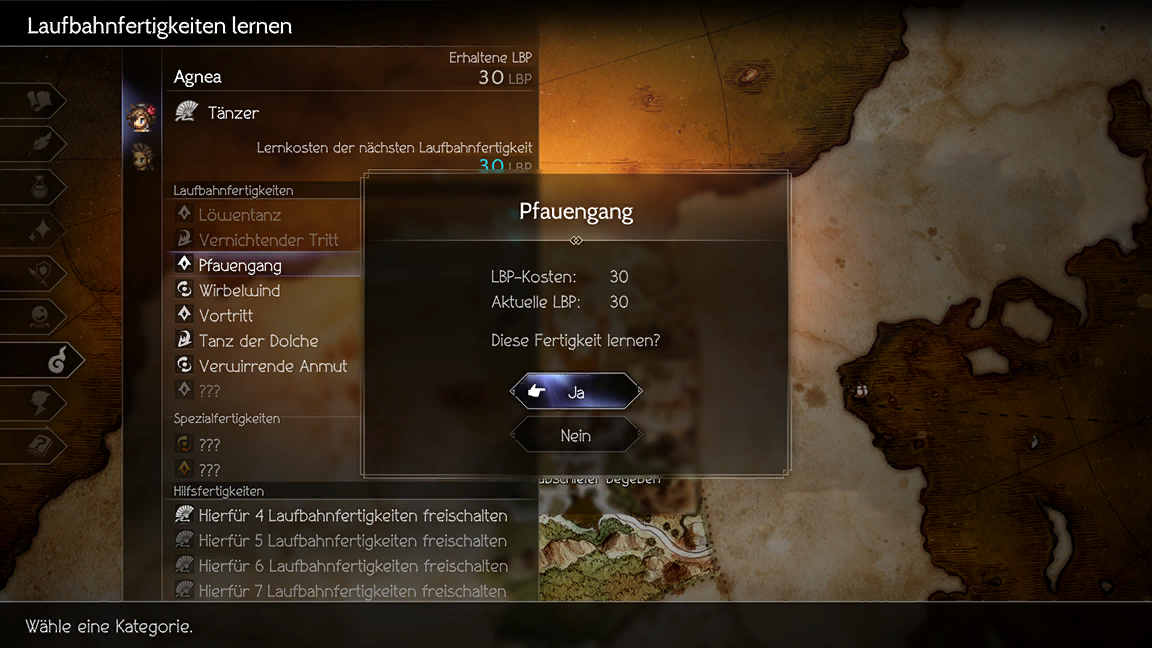 Laufbahnfertigkeiten lernen
Erhaltene LBP
Agnea
30 LBP
Tänzer
Lernkosten der nächsten Laufbahnfertigkeit
30 LBP
Laufbahnfertigkeiten
Löwentanz
Vernichtender Tritt
Pfauengang
Wirbelwind
Vortritt
Tanz der Dolche
Verwirrende Anmut
???
Spezialfertigkeiten
???
???
Hilfsfertigkeiten
Hierfür 4 Laufbahnfertigkeiten freischalten
Hierfür 5 Laufbahnfertigkeiten freischalten
Hierfür 6 Laufbahnfertigkeiten freischalten
Hierfür 7 Laufbahnfertigkeiten freischalten
Pfauengang
LBP-Kosten: 30
Aktuelle LBP: 30
Diese Fertigkeit lernen?
Ja
Nein
begeben
Wähle eine Kategorie.